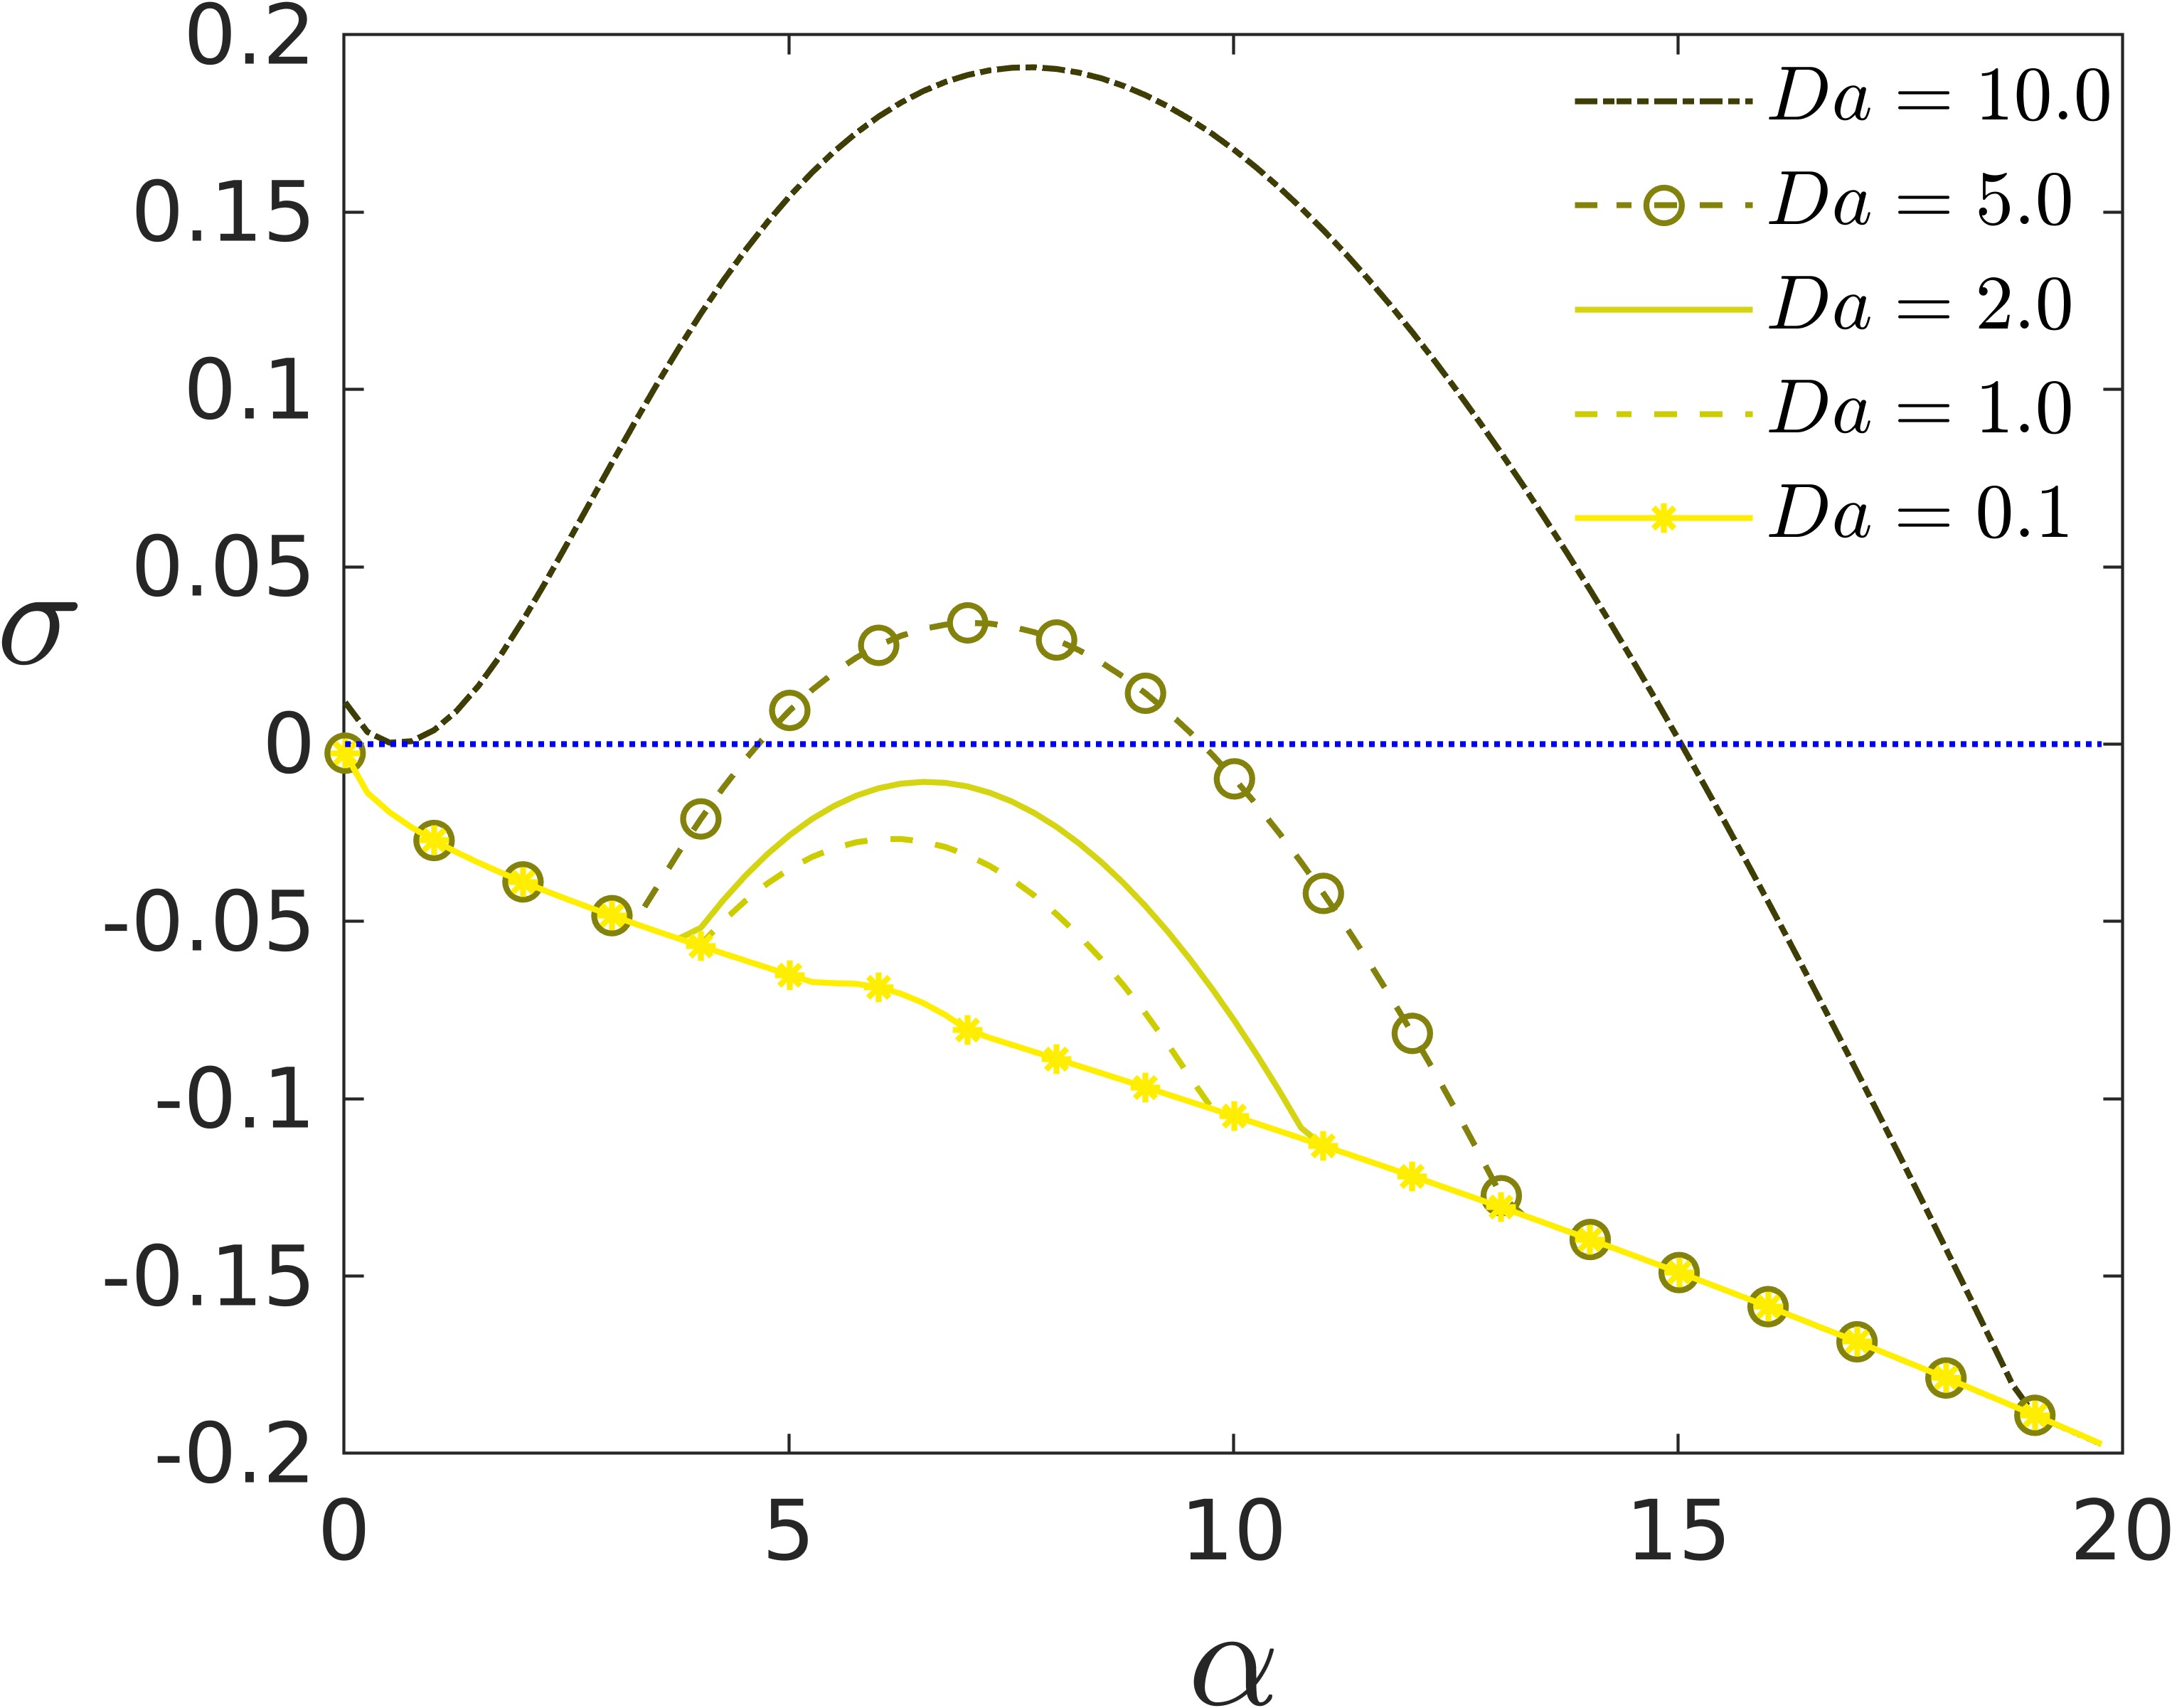 0.2
0.15
0.1
0.05
0
-0.05
-0.1
-0.15
-0.2
σ
Da = 10.0
Da = 5.0
Da = 2.0
Da = 1.0
Da = 0.1
0 5 10 15 20
α